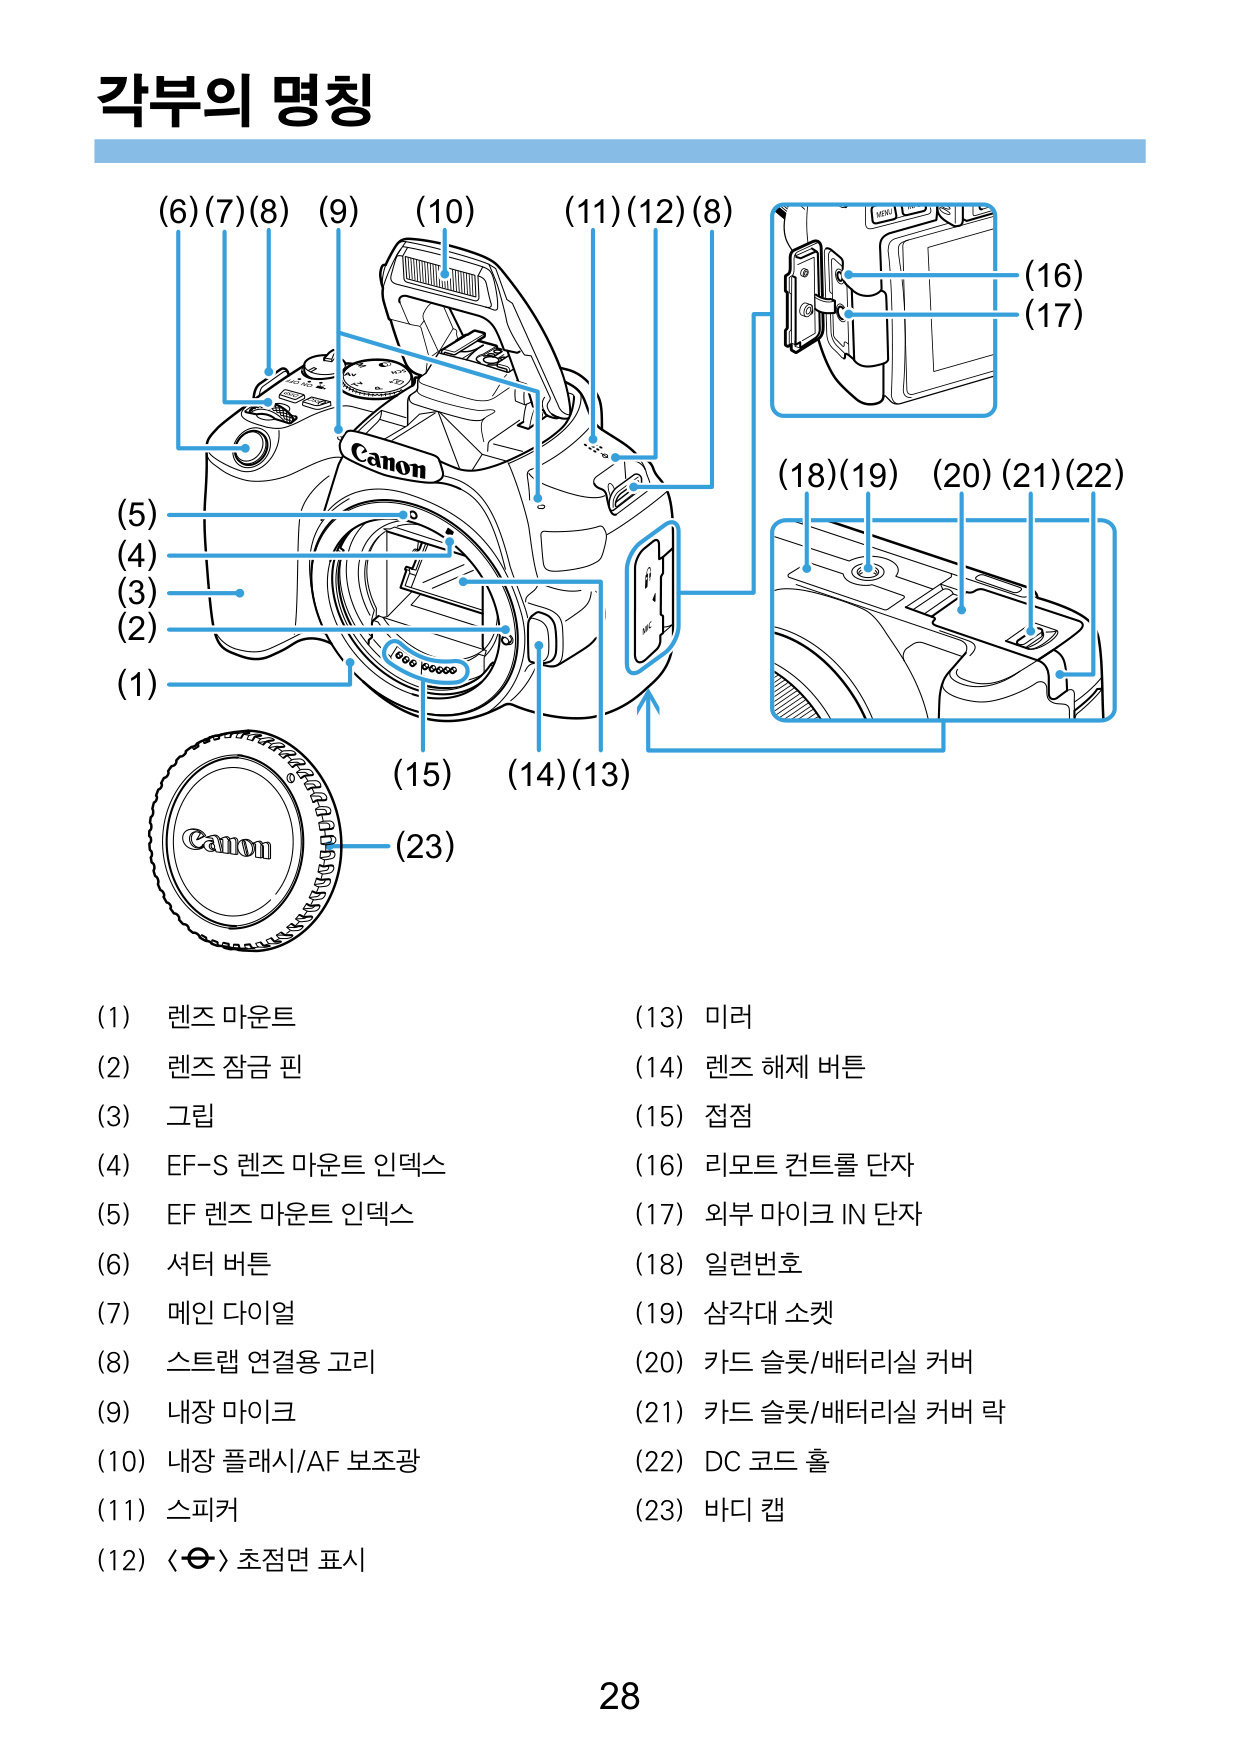 각부의 명칭
(6) (7) (8) (9) (10) (11) (12) (8)
MENU
(16)
(17)
Canon
(18) (19) (20) (21) (22)
(5)
(4)
(3)
(2)
(1)
MIC
(15) (14) (13)
Canon
(23)
(1) 렌즈 마운트
(2) 렌즈 잠금 핀
(3) 그립
(4) EF-S 렌즈 마운트 인덱스
(5) EF 렌즈 마운트 인덱스
(6) 셔터 버튼
(7) 메인 다이얼
(8) 스트랩 연결용 고리
(9) 내장 마이크
(10) 내장 플래시/AF 보조광
(11) 스피커
(12) < > 초점면 표시
(13) 미러
(14) 렌즈 해제 버튼
(15) 접점
(16) 리모트 컨트롤 단자
(17) 외부 마이크 IN 단자
(18) 일련번호
(19) 삼각대 소켓
(20) 카드 슬롯/배터리실 커버
(21) 카드 슬롯/배터리실 커버 락
(22) DC 코드 홀
(23) 바디 캡
28